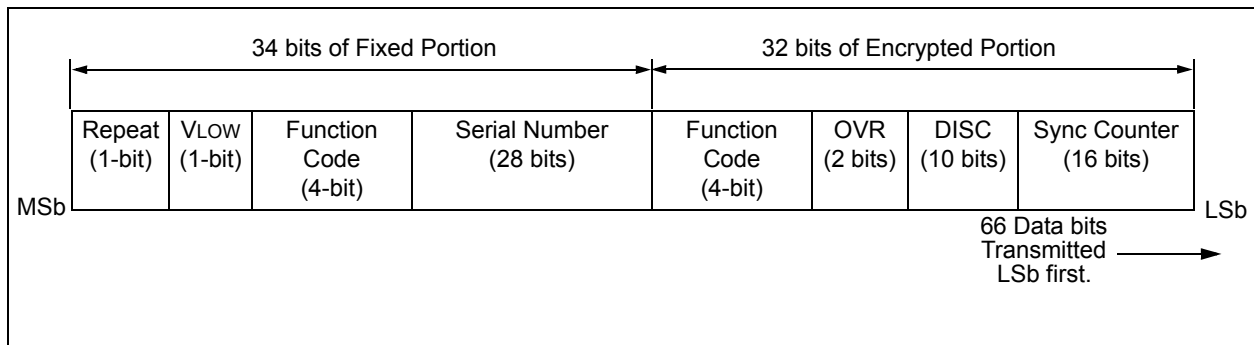 34 bits of Fixed Portion
32 bits of Encrypted Portion
Repeat
(1-bit)
VLOW
(1-bit)
Function
Code
(4-bit)
Serial Number
(28 bits)
Function
Code
(4-bit)
OVR
(2 bits)
DISC
(10 bits)
Sync Counter
(16 bits)
MSb
LSb
66 Data bits
Transmitted
LSb first.